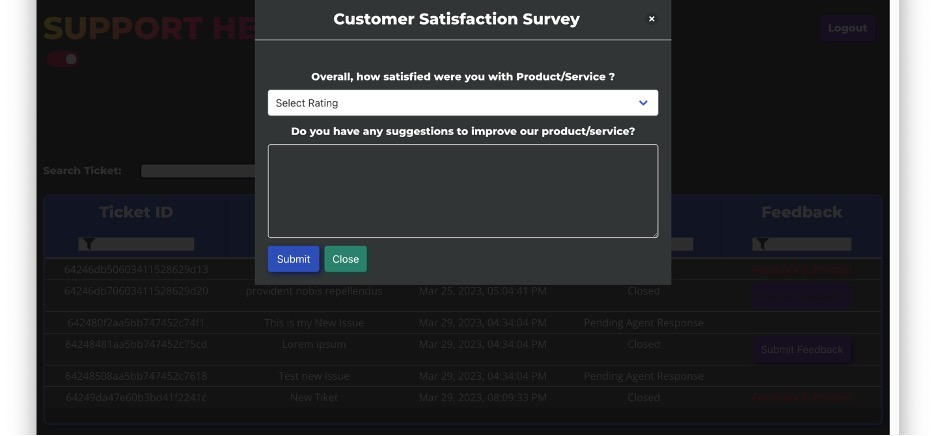 SUPPORT HE
Customer Satisfaction Survey
×
Logout
Overall, how satisfied were you with Product/Service ?
Select Rating
Do you have any suggestions to improve our product/service?
Search Ticket:
Ticket ID
Feedback
Submit
Close
64246db50603411528629d13
64246db70603411528629d20 provident nobis repellendus Mar 25, 2023, 05:04:41 PM Closed
642480f2aa5bb747452c74f1 This is my New Issue Mar 29, 2023, 04:34:04 PM Pending Agent Response
64248481aa5bb747452c75cd Lorem ipsum Mar 29, 2023, 04:34:04 PM Closed Submit Feedback
64248508aa5bb747452c7618 Test new Issue Mar 29, 2023, 04:34:04 PM Pending Agent Response
64249da47e60b3bd41f2241c New Tiket Mar 29, 2023, 08:09:33 PM Closed